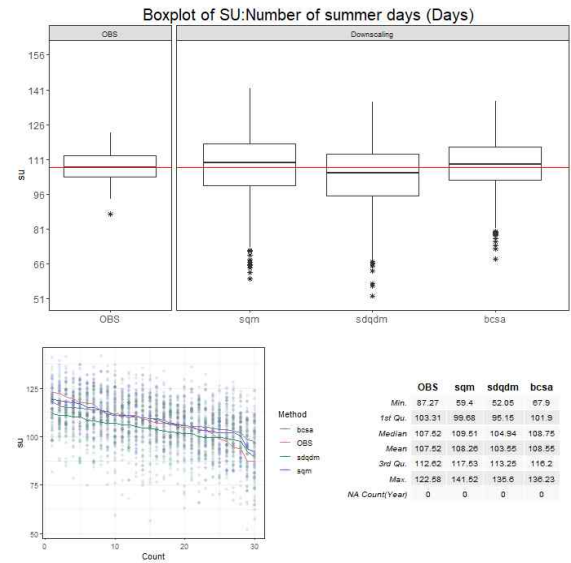 Boxplot of SU:Number of summer days (Days)
OBS
Downscaling
156
141
126
111
96
81
66
51
su
OBS
sqm
sdqdm
bcsa
125
100
75
50
su
0
10
20
30
Count
Method
bcsa
OBS
sdqdm
sqm
OBS sqm sdqdm bcsa
Min. 87.27 59.4 52.05 67.9
1st Qu. 103.31 99.68 95.15 101.9
Median 107.52 109.51 104.94 108.75
Mean 107.52 108.26 103.55 108.55
3rd Qu. 112.62 117.53 113.25 116.2
Max. 122.58 141.52 135.6 136.23
NA Count(Year) 0 0 0 0